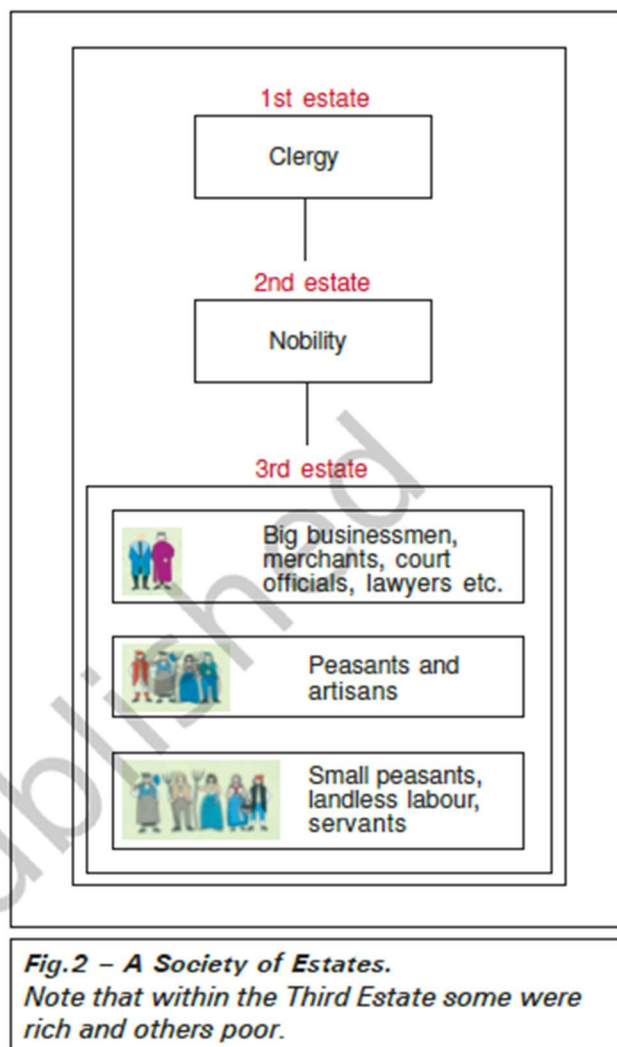 1st estate
Clergy
2nd estate
Nobility
3rd estate
Big businessmen,
merchants, court
officials, lawyers etc.
Peasants and
artisans
Small peasants,
landless labour,
servants
blished
Fig.2 – A Society of Estates.
Note that within the Third Estate some were
rich and others poor.